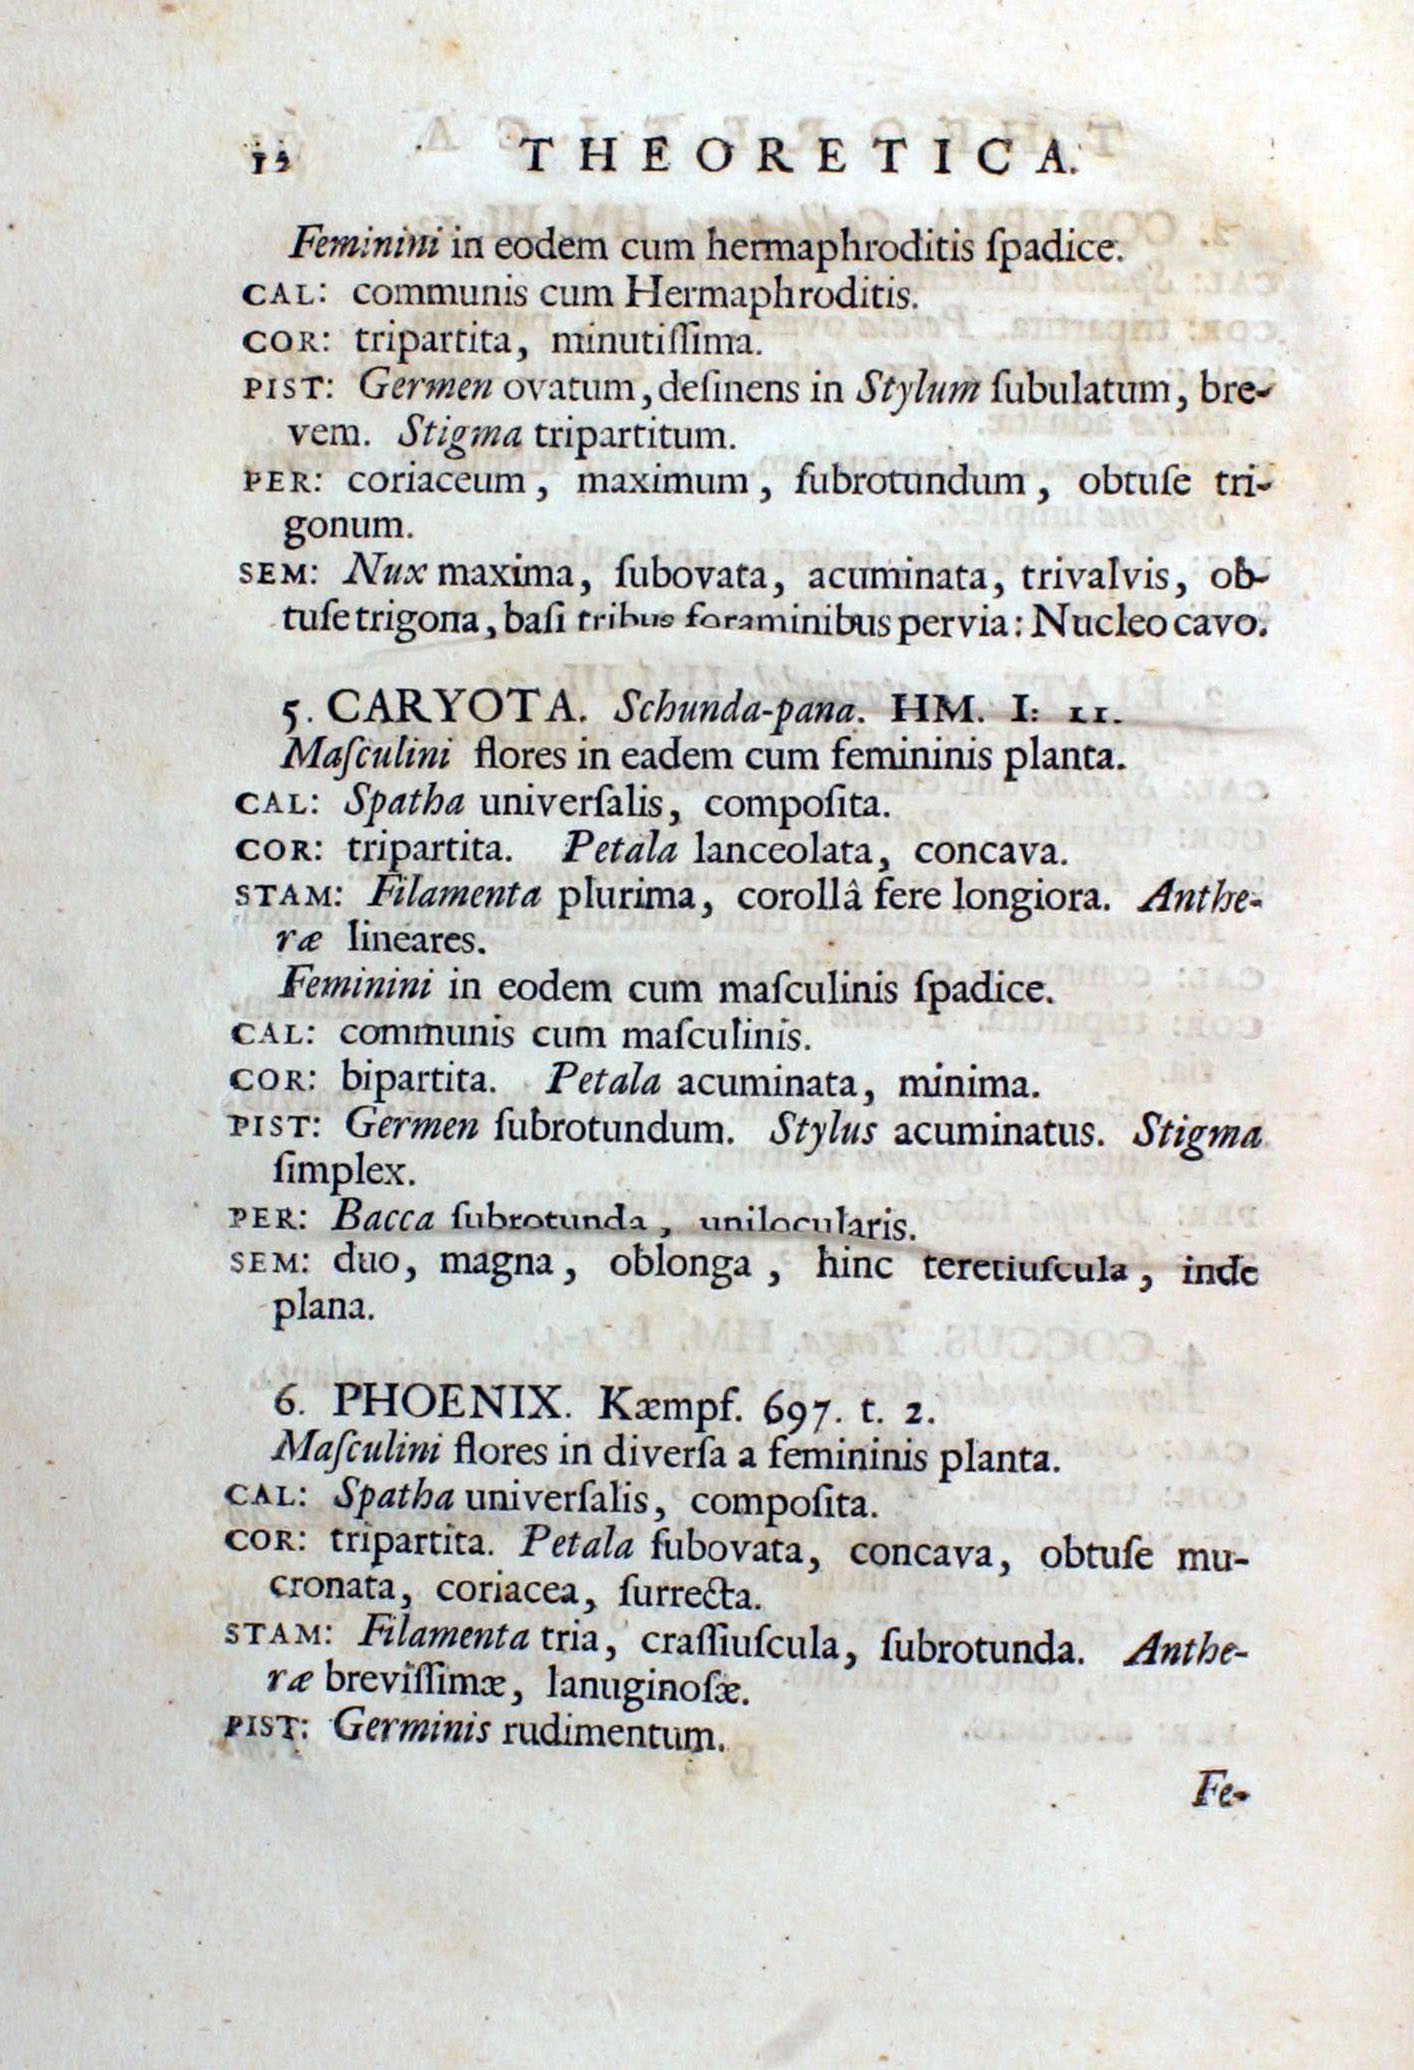 12 THEORETICA.
Feminini in eodem cum hermaphroditis ſpadice.
CAL: communis cum Hermaphroditis.
COR: tripartita, minutiſſima.
PIST: Germen ovatum, deſinens in Stylum ſubulatum, bre-
vem. Stigma tripartitum.
PER: coriaceum, maximum, ſubrotundum, obtuſe tri-
gonum.
SEM: Nux maxima, ſubovata, acuminata, trivalvis, ob-
tuſe trigona, baſi tribus foraminibus pervia: Nucleo cavo.
5. CARYOTA. Schunda-pana. HM. I: 11.
Maſculini flores in eadem cum femininis planta.
CAL: Spatha univerſalis, compoſita.
COR: tripartita. Petala lanceolata, concava.
STAM: Filamenta plurima, corollâ fere longiora. Anthe-
ræ lineares.
Feminini in eodem cum maſculinis ſpadice.
CAL: communis cum maſculinis.
COR: bipartita. Petala acuminata, minima.
PIST: Germen ſubrotundum. Stylus acuminatus. Stigma
ſimplex.
PER: Bacca ſubrotunda, unilocularis.
SEM: duo, magna, oblonga, hinc teretiuſcula, inde
plana.
6. PHOENIX. Kæmpf. 697. t. 2.
Maſculini flores in diverſa a femininis planta.
CAL: Spatha univerſalis, compoſita.
COR: tripartita. Petala ſubovata, concava, obtuſe mu-
cronata, coriacea, ſurrecta.
STAM: Filamenta tria, craſſiuſcula, ſubrotunda. Anthe-
ræ breviſſimæ, lanuginoſæ.
PIST: Germinis rudimentum.
Fe-